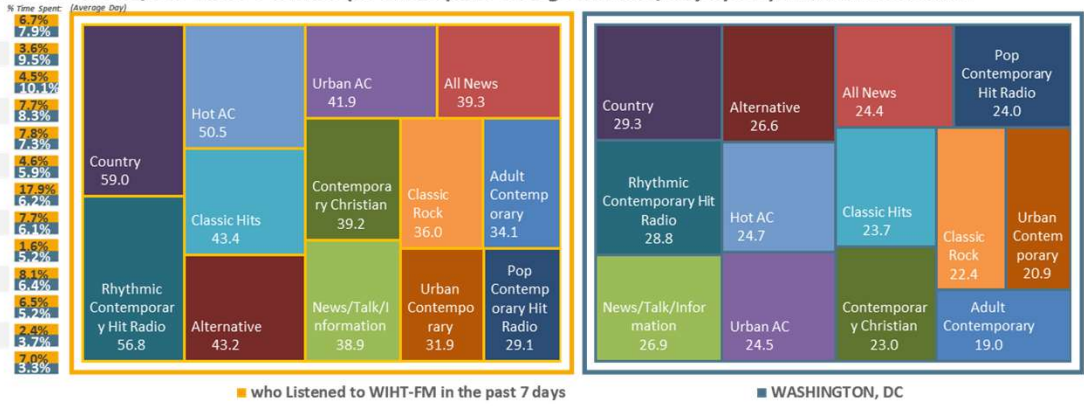 % Time Spent: (Average Day)
6.7%
7.9%
3.6%
9.5%
4.5%
10.1%
7.7%
8.3%
7.8%
7.3%
4.6%
5.9%
17.9%
6.2%
7.7%
6.1%
1.6%
5.2%
8.1%
6.4%
6.5%
5.2%
2.4%
3.7%
7.0%
3.3%
Country
59.0
Rhythmic
Contemporar
y Hit Radio
56.8
Hot AC
50.5
Classic Hits
43.4
Alternative
43.2
Urban AC
41.9
All News
39.3
Contempora
ry Christian
39.2
News/Talk/I
nformation
38.9
Classic
Rock
36.0
Adult
Contemp
orary
34.1
Urban
Contempo
rary
31.9
Pop
Contemp
orary Hit
Radio
29.1
Country
29.3
Rhythmic
Contemporary Hit
Radio
28.8
News/Talk/Infor
mation
26.9
Alternative
26.6
Hot AC
24.7
Urban AC
24.5
All News
24.4
Pop
Contemporary
Hit Radio
24.0
Classic Hits
23.7
Contemporar
y Christian
23.0
Classic
Rock
22.4
Urban
Contem
porary
20.9
Adult
Contemporary
19.0
who Listened to WIHT-FM in the past 7 days
WASHINGTON, DC